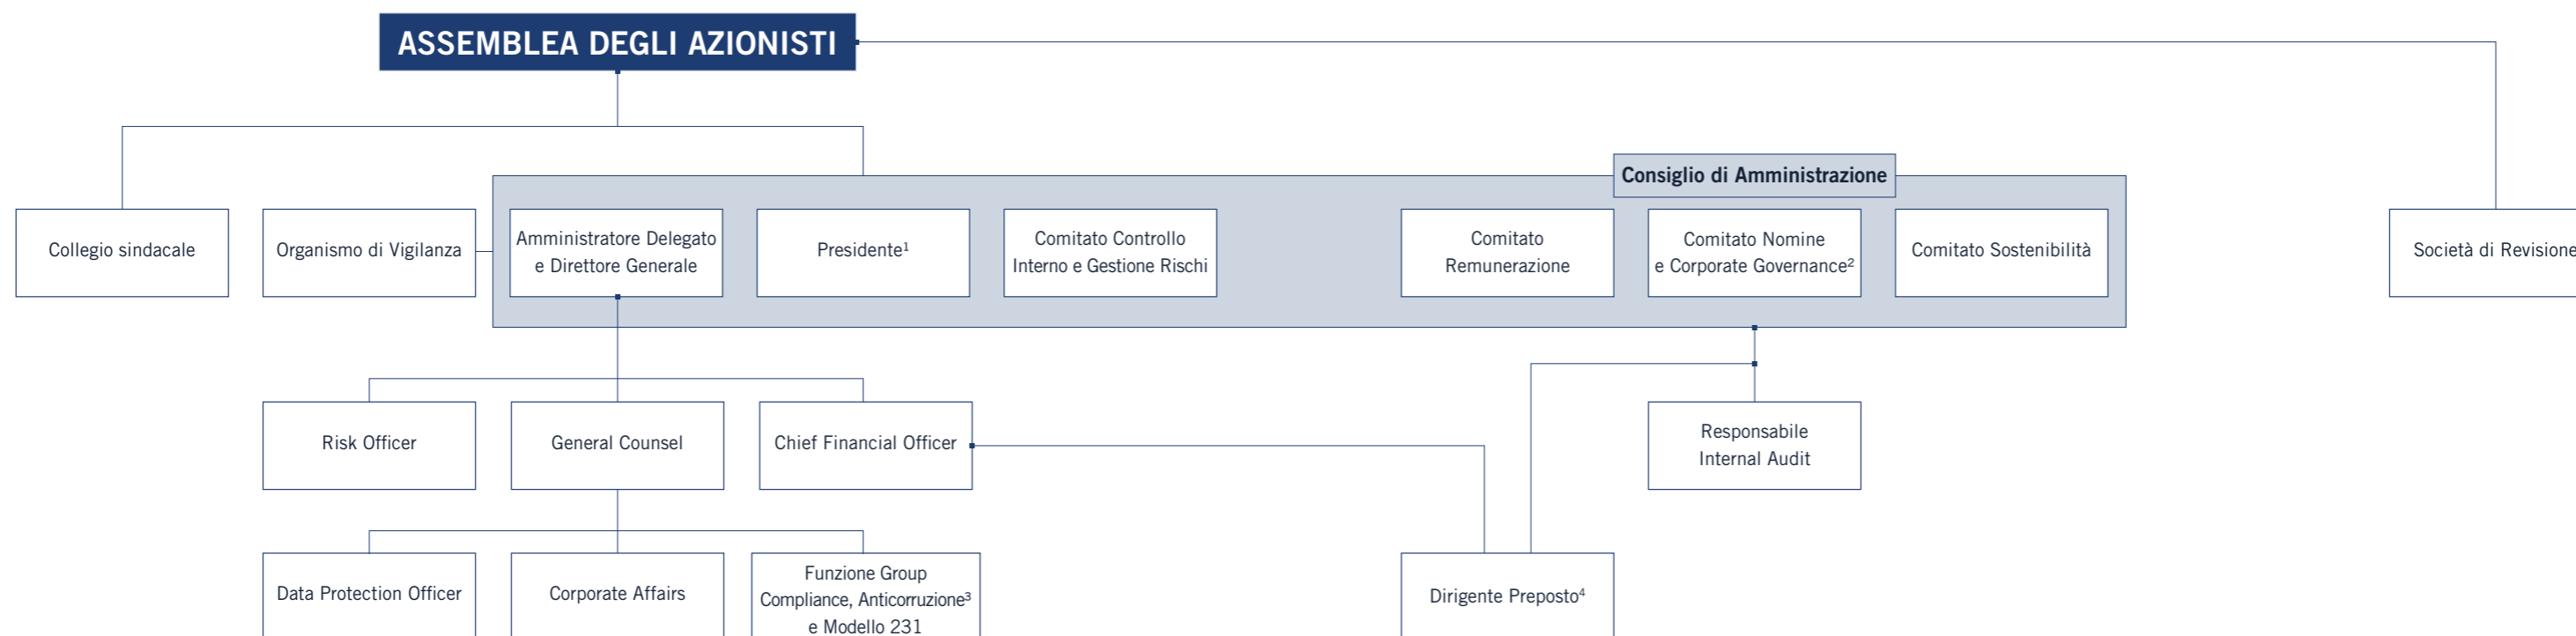 ASSEMBLEA DEGLI AZIONISTI
Consiglio di Amministrazione
Collegio sindacale
Organismo di Vigilanza
Amministratore Delegato
e Direttore Generale
Presidente¹
Comitato Controllo
Interno e Gestione Rischi
Comitato
Remunerazione
Comitato Nomine
e Corporate Governance²
Comitato Sostenibilità
Società di Revisione
Risk Officer
General Counsel
Chief Financial Officer
Responsabile
Internal Audit
Data Protection Officer
Corporate Affairs
Funzione Group
Compliance, Anticorruzione³
e Modello 231
Dirigente Preposto⁴